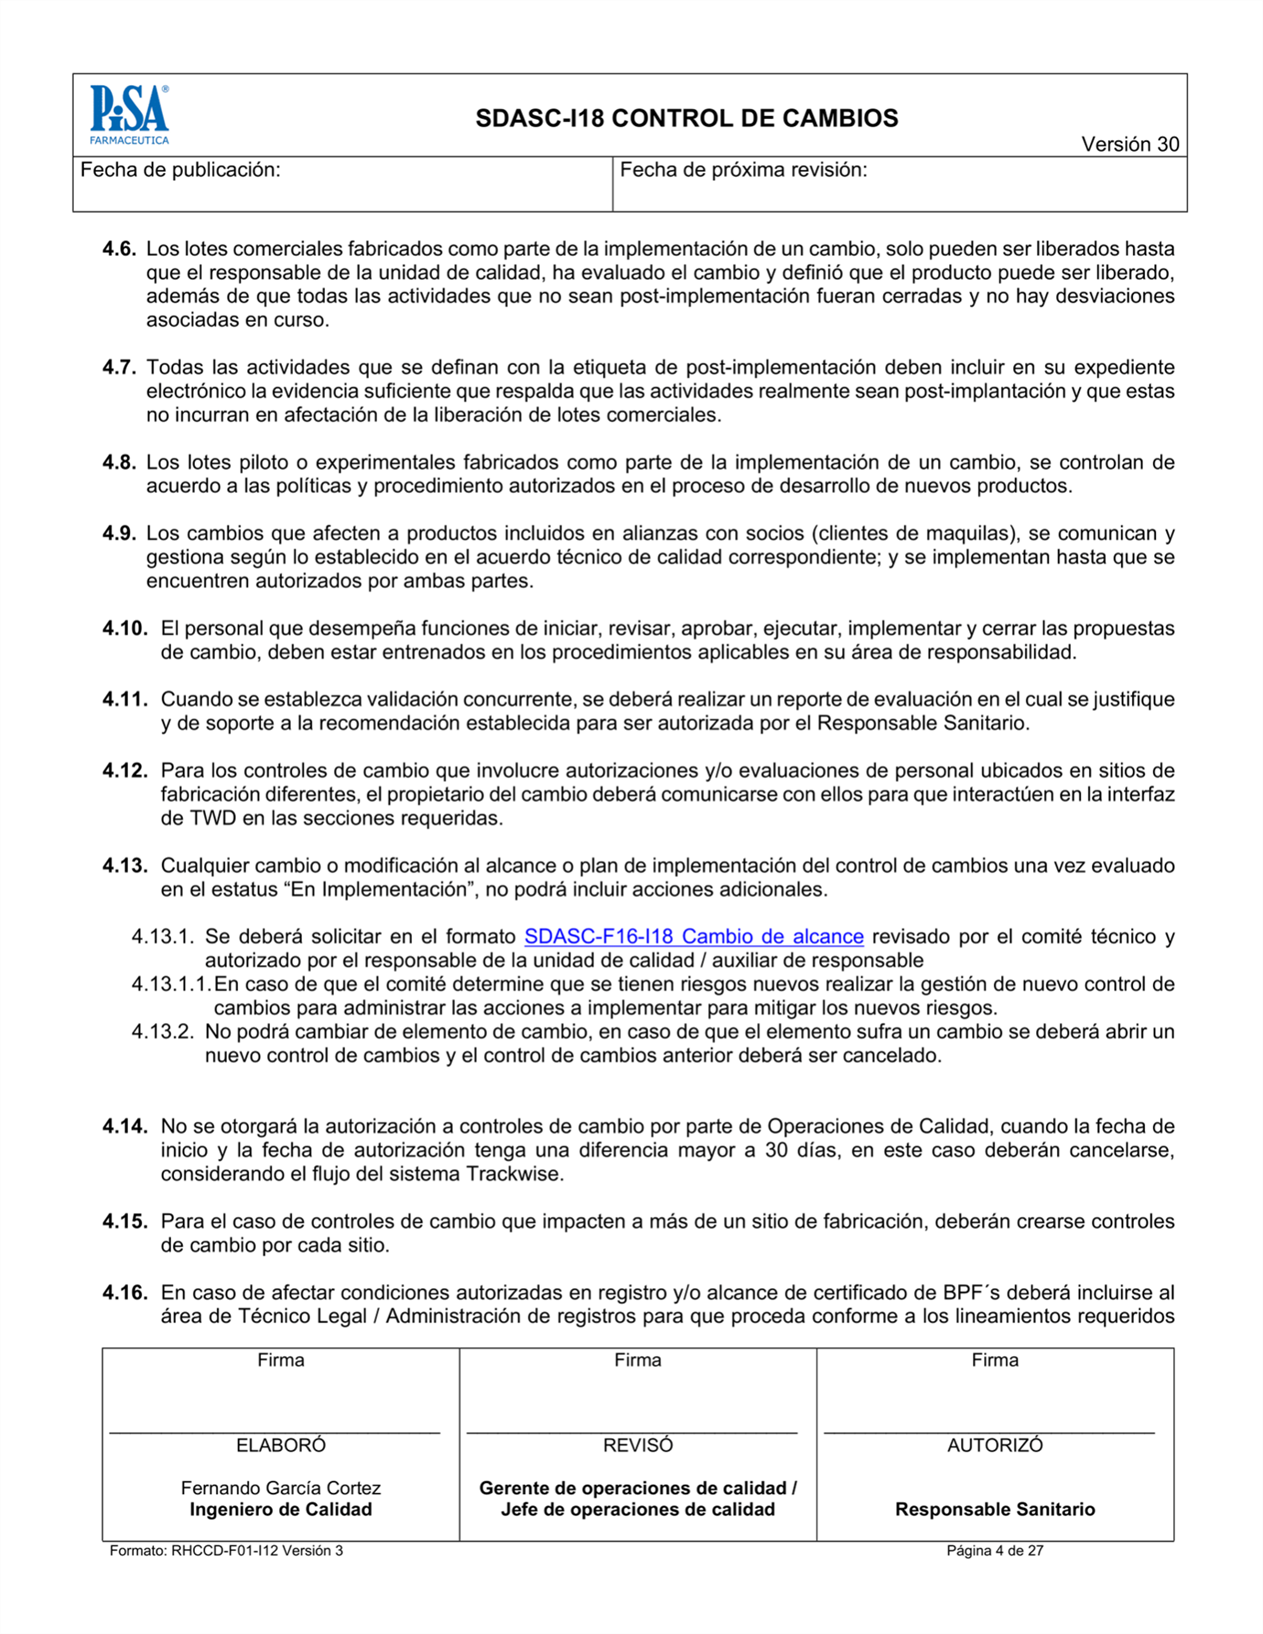 PiSA®
FARMACEUTICA
SDASC-I18 CONTROL DE CAMBIOS
Versión 30
Fecha de publicación:
Fecha de próxima revisión:
4.6. Los lotes comerciales fabricados como parte de la implementación de un cambio, solo pueden ser liberados hasta
que el responsable de la unidad de calidad, ha evaluado el cambio y definió que el producto puede ser liberado,
además de que todas las actividades que no sean post-implementación fueran cerradas y no hay desviaciones
asociadas en curso.
4.7. Todas las actividades que se definan con la etiqueta de post-implementación deben incluir en su expediente
electrónico la evidencia suficiente que respalda que las actividades realmente sean post-implantación y que estas
no incurran en afectación de la liberación de lotes comerciales.
4.8. Los lotes piloto o experimentales fabricados como parte de la implementación de un cambio, se controlan de
acuerdo a las políticas y procedimiento autorizados en el proceso de desarrollo de nuevos productos.
4.9. Los cambios que afecten a productos incluidos en alianzas con socios (clientes de maquilas), se comunican y
gestiona según lo establecido en el acuerdo técnico de calidad correspondiente; y se implementan hasta que se
encuentren autorizados por ambas partes.
4.10. El personal que desempeña funciones de iniciar, revisar, aprobar, ejecutar, implementar y cerrar las propuestas
de cambio, deben estar entrenados en los procedimientos aplicables en su área de responsabilidad.
4.11. Cuando se establezca validación concurrente, se deberá realizar un reporte de evaluación en el cual se justifique
y de soporte a la recomendación establecida para ser autorizada por el Responsable Sanitario.
4.12. Para los controles de cambio que involucre autorizaciones y/o evaluaciones de personal ubicados en sitios de
fabricación diferentes, el propietario del cambio deberá comunicarse con ellos para que interactúen en la interfaz
de TWD en las secciones requeridas.
4.13. Cualquier cambio o modificación al alcance o plan de implementación del control de cambios una vez evaluado
en el estatus “En Implementación”, no podrá incluir acciones adicionales.
4.13.1. Se deberá solicitar en el formato SDASC-F16-I18 Cambio de alcance revisado por el comité técnico y
autorizado por el responsable de la unidad de calidad / auxiliar de responsable
4.13.1.1. En caso de que el comité determine que se tienen riesgos nuevos realizar la gestión de nuevo control de
cambios para administrar las acciones a implementar para mitigar los nuevos riesgos.
4.13.2. No podrá cambiar de elemento de cambio, en caso de que el elemento sufra un cambio se deberá abrir un
nuevo control de cambios y el control de cambios anterior deberá ser cancelado.
4.14. No se otorgará la autorización a controles de cambio por parte de Operaciones de Calidad, cuando la fecha de
inicio y la fecha de autorización tenga una diferencia mayor a 30 días, en este caso deberán cancelarse,
considerando el flujo del sistema Trackwise.
4.15. Para el caso de controles de cambio que impacten a más de un sitio de fabricación, deberán crearse controles
de cambio por cada sitio.
4.16. En caso de afectar condiciones autorizadas en registro y/o alcance de certificado de BPF´s deberá incluirse al
área de Técnico Legal / Administración de registros para que proceda conforme a los lineamientos requeridos
Firma
ELABORÓ
Fernando García Cortez
Ingeniero de Calidad
Firma
REVISÓ
Gerente de operaciones de calidad /
Jefe de operaciones de calidad
Firma
AUTORIZÓ
Responsable Sanitario
Formato: RHCCD-F01-I12 Versión 3
Página 4 de 27